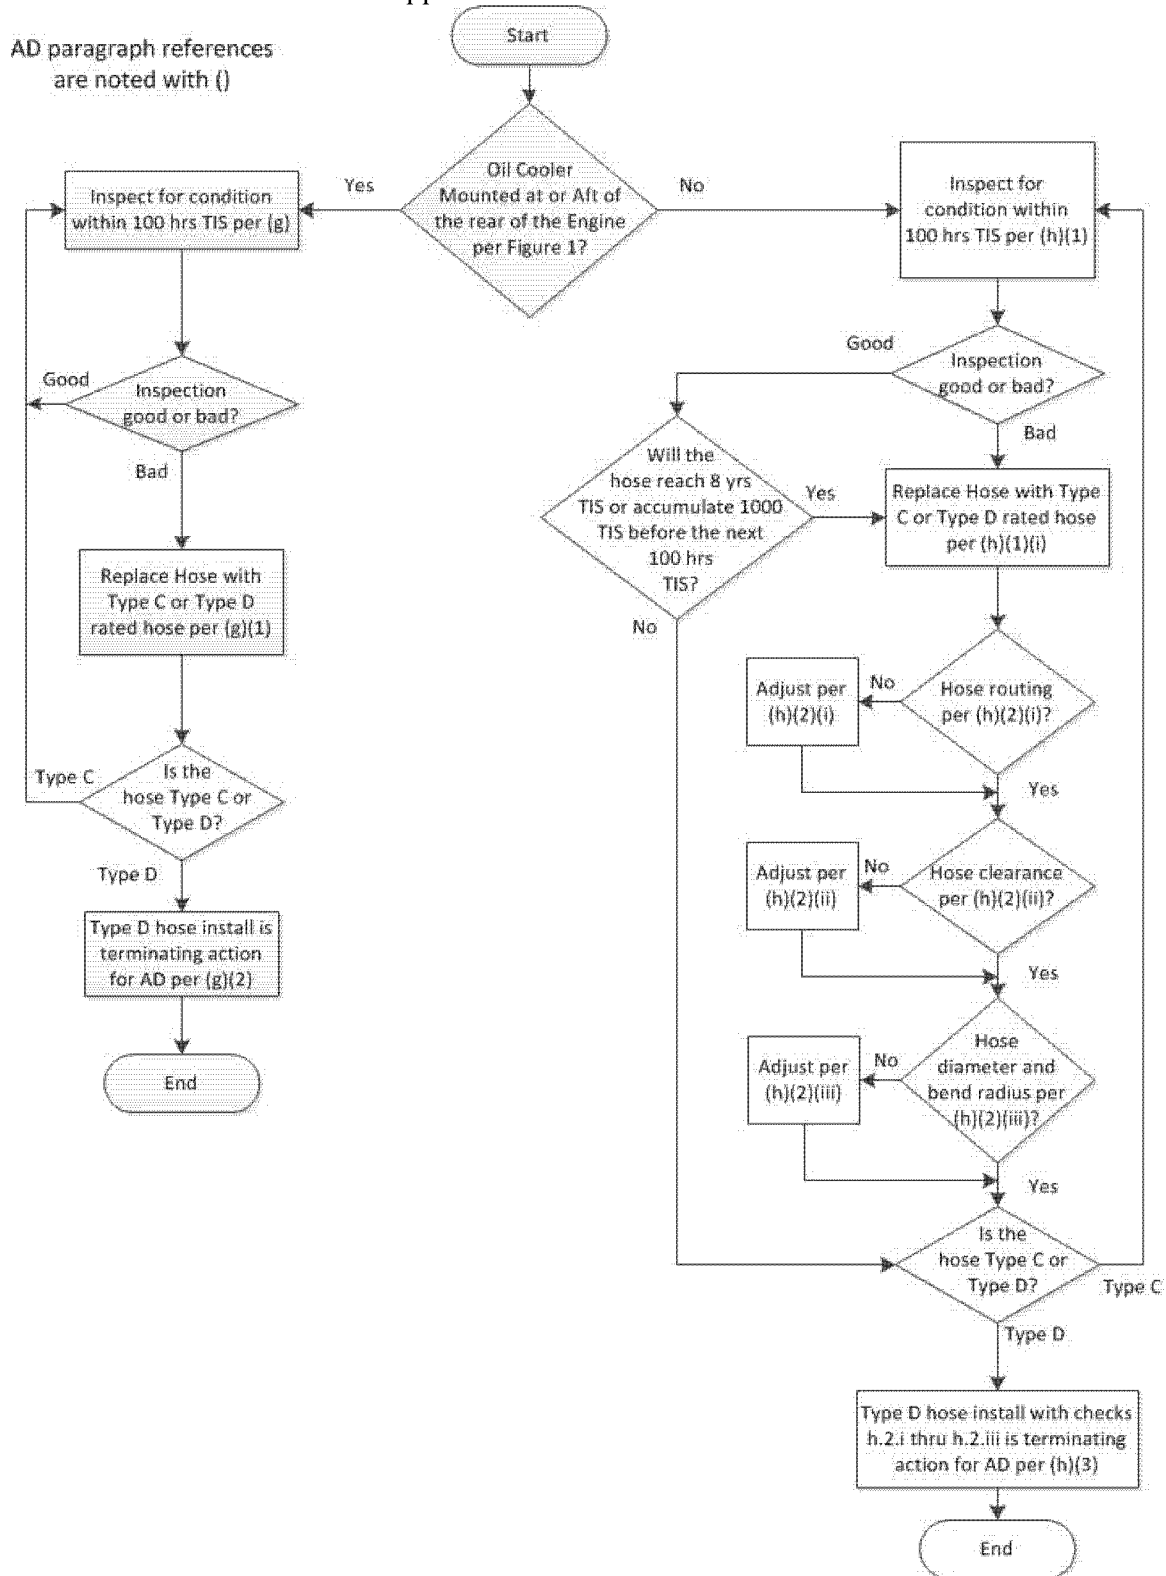 Start
AD paragraph references
are noted with ()
Oil Cooler
Mounted at or Aft of
the rear of the Engine
per Figure 1?
Yes
No
Inspect for condition
within 100 hrs TIS per (g)
Inspect for
condition within
100 hrs TIS per (h)(1)
Good
Inspection
good or bad?
Bad
Good
Inspection
good or bad?
Bad
Will the
hose reach 8 yrs
TIS or accumulate 1000
TIS before the next
100 hrs
TIS?
Yes
No
Replace Hose with Type
C or Type D rated hose
per (h)(1)(i)
Replace Hose with
Type C or Type D
rated hose per (g)(1)
Hose routing
per (h)(2)(i)?
No
Adjust per
(h)(2)(i)
Yes
Type C
Is the
hose Type C or
Type D?
Type D
Hose clearance
per (h)(2)(ii)?
No
Adjust per
(h)(2)(ii)
Yes
Type D hose install is
terminating action
for AD per (g)(2)
End
Hose
diameter and
bend radius per
(h)(2)(iii)?
No
Adjust per
(h)(2)(iii)
Yes
Is the
hose Type C or
Type D?
Type C
Type D
Type D hose install with checks
h.2.i thru h.2.iii is terminating
action for AD per (h)(3)
End